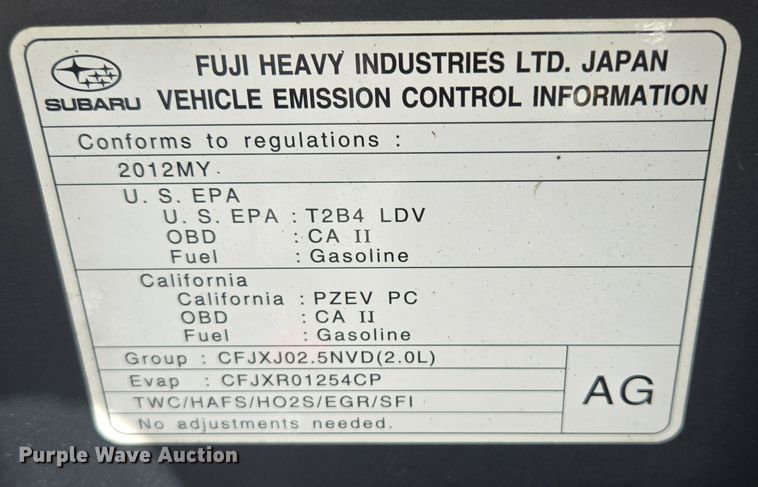 SUBARU
FUJI HEAVY INDUSTRIES LTD. JAPAN
VEHICLE EMISSION CONTROL INFORMATION
Conforms to regulations :
2012MY
U. S. EPA
U. S. EPA : T2B4 LDV
OBD : CA II
Fuel : Gasoline
California
California : PZEV PC
OBD : CA II
Fuel : Gasoline
Group : CFJXJ02.5NVD(2.0L)
Evap : CFJXR01254CP
TWC/HAFS/HO2S/EGR/SFI
No adjustments needed.
AG
Purple Wave Auction